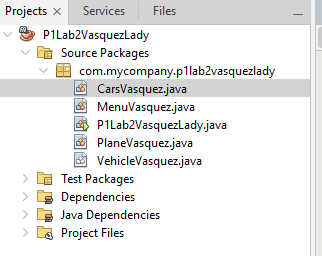 Projects Services Files
P1Lab2VasquezLady
Source Packages
com.mycompany.p1lab2vasquezlady
CarsVasquez.java
MenuVasquez.java
P1Lab2VasquezLady.java
PlaneVasquez.java
VehicleVasquez.java
Test Packages
Dependencies
Java Dependencies
Project Files